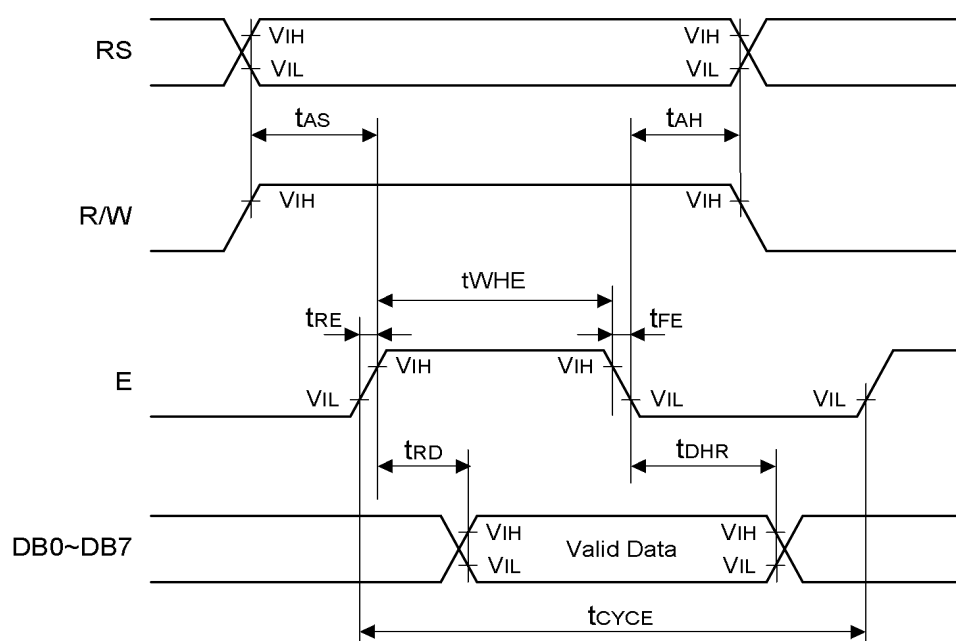 RS VIH VIH
VIL VIL
tAS tAH
R/W VIH VIH
tWHE
tRE tFE
E VIH VIH
VIL VIL VIL
tRD tDHR
DB0~DB7 VIH Valid Data VIH
VIL VIL
tCYCE